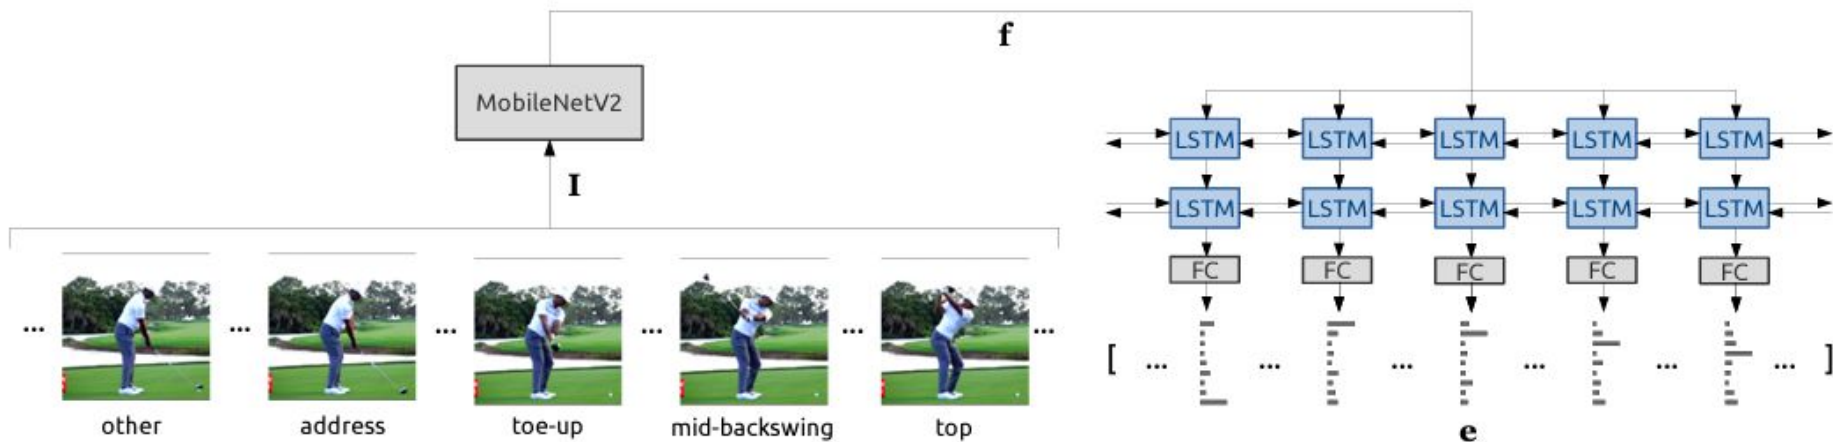 f
MobileNetV2
I
LSTM LSTM LSTM LSTM LSTM
LSTM LSTM LSTM LSTM LSTM
FC FC FC FC FC
... ... ... ... ... ...
[ ... ... ... ... ... ... ]
other address toe-up mid-backswing top
e